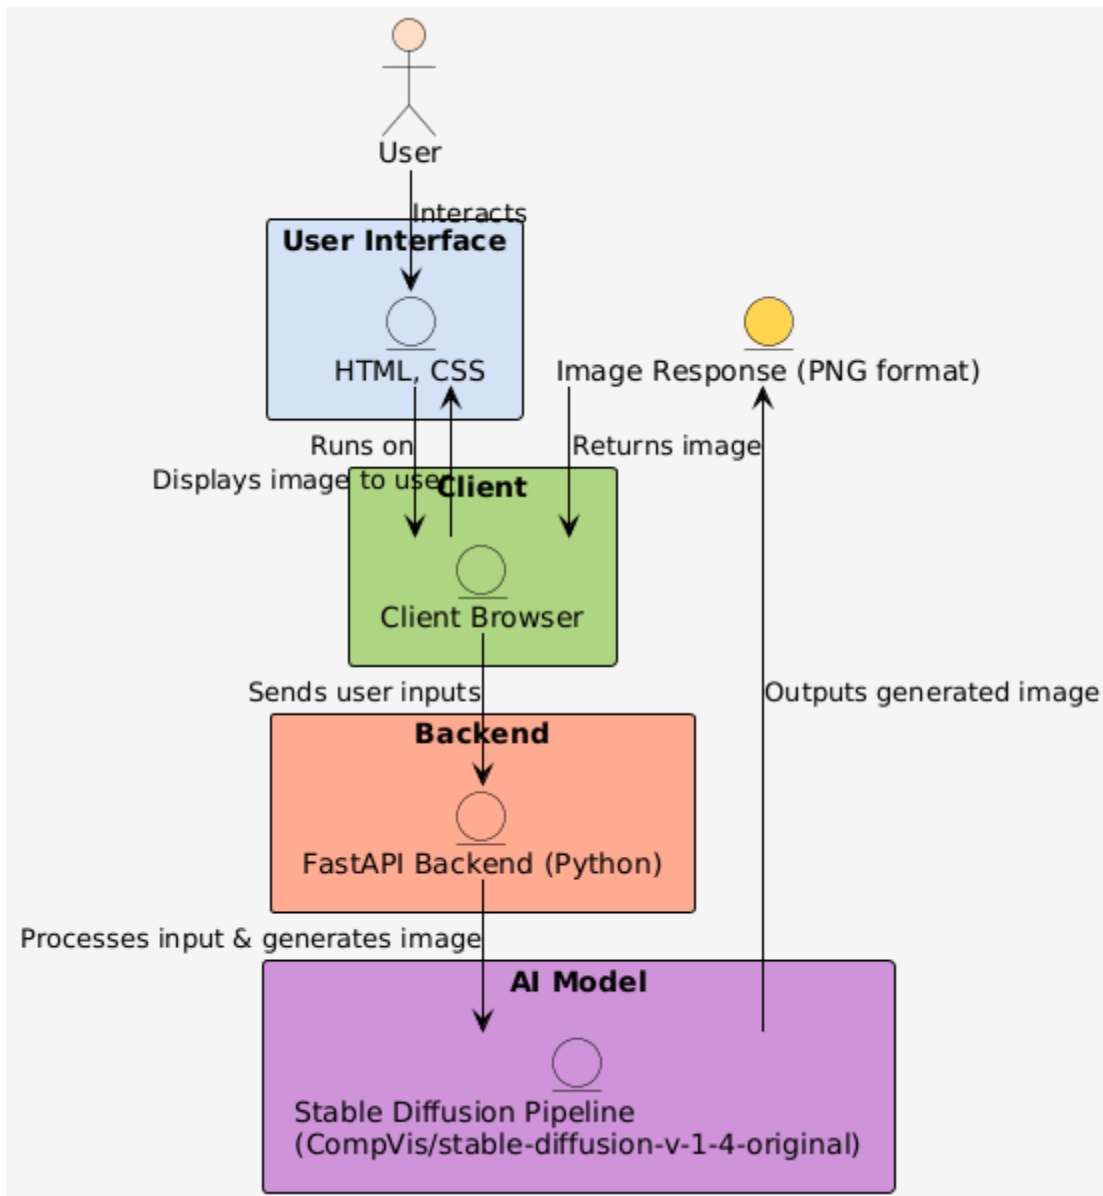 User
Interacts
User Interface
HTML, CSS
Image Response (PNG format)
Runs on
Returns image
Displays image to user
Client
Client Browser
Sends user inputs
Outputs generated image
Backend
FastAPI Backend (Python)
Processes input & generates image
AI Model
Stable Diffusion Pipeline
(CompVis/stable-diffusion-v-1-4-original)